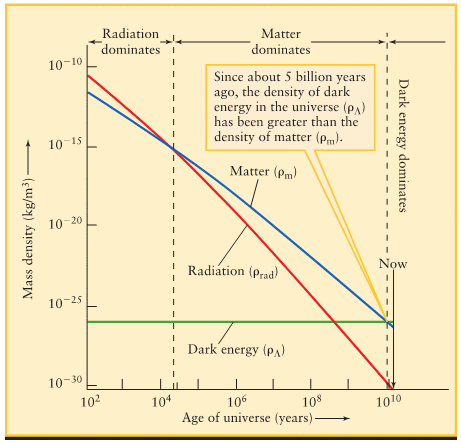 Radiation
dominates
Matter
dominates
Since about 5 billion years
ago, the density of dark
energy in the universe (ρΛ)
has been greater than the
density of matter (ρm).
Dark energy dominates
Matter (ρm)
Radiation (ρrad)
Now
Dark energy (ρΛ)
Mass density (kg/m³)
10⁻¹⁰
10⁻¹⁵
10⁻²⁰
10⁻²⁵
10⁻³⁰
10² 10⁴ 10⁶ 10⁸ 10¹⁰
Age of universe (years)